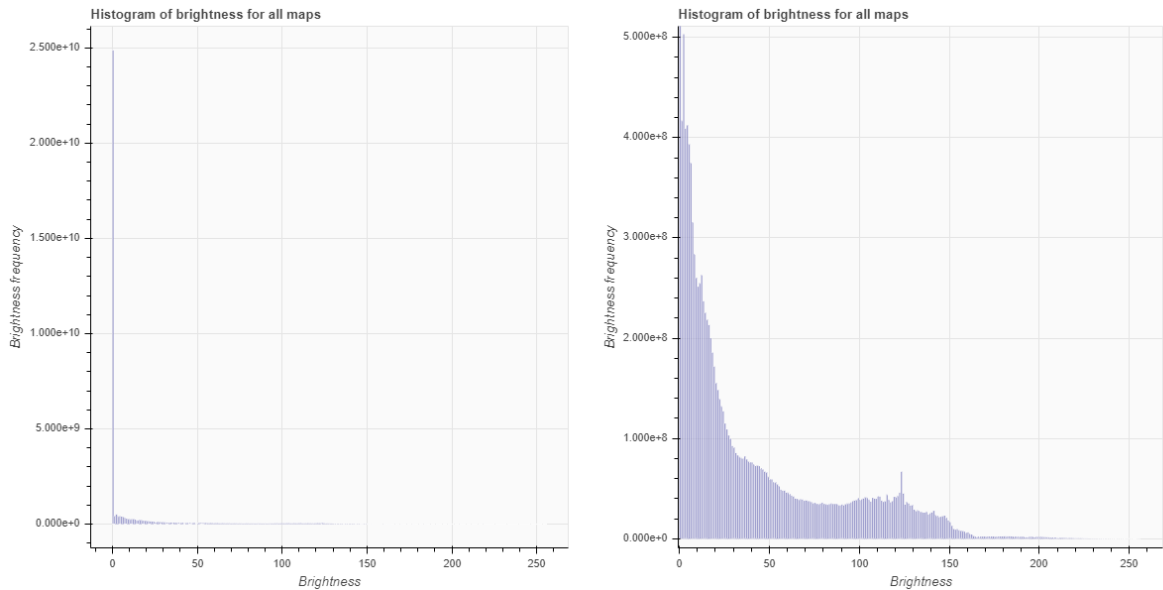 Histogram of brightness for all maps
2.500e+10
2.000e+10
1.500e+10
1.000e+10
5.000e+9
0.000e+0
Brightness frequency
0
50
100
150
200
250
Brightness
Histogram of brightness for all maps
5.000e+8
4.000e+8
3.000e+8
2.000e+8
1.000e+8
0.000e+0
Brightness frequency
0
50
100
150
200
250
Brightness